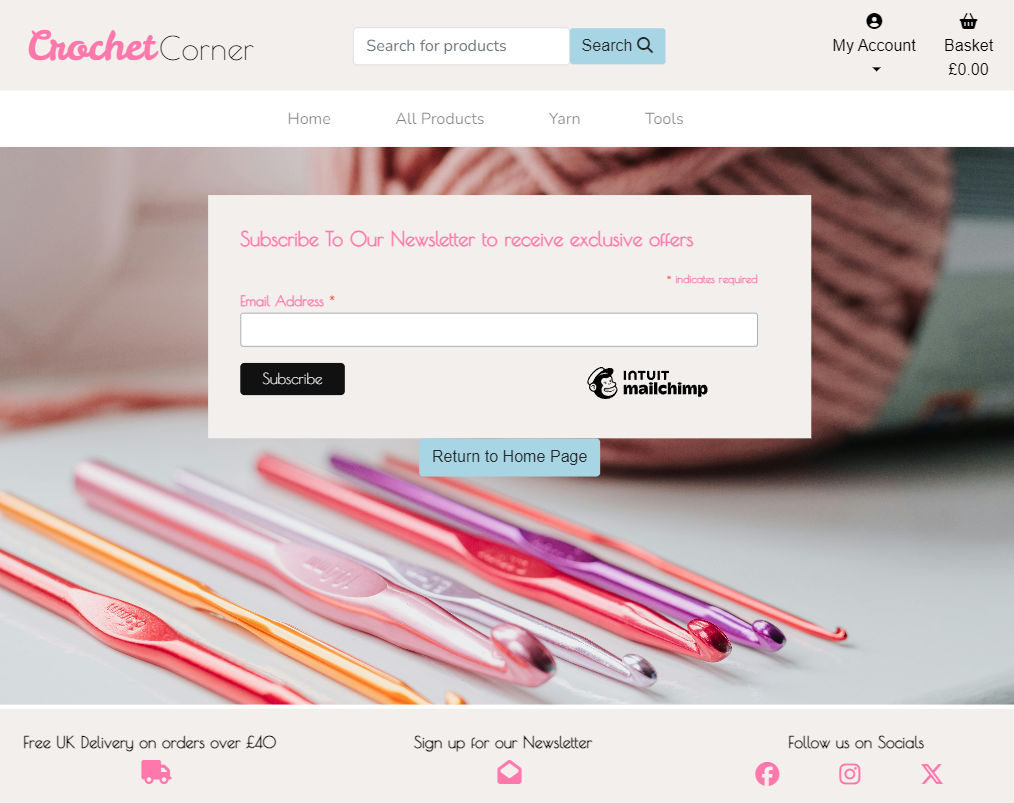 CrochetCorner
Search for products
Search
My Account
Basket
£0.00
Home
All Products
Yarn
Tools
Subscribe To Our Newsletter to receive exclusive offers
* indicates required
Email Address *
Subscribe
INTUIT
mailchimp
Return to Home Page
Free UK Delivery on orders over £40
Sign up for our Newsletter
Follow us on Socials